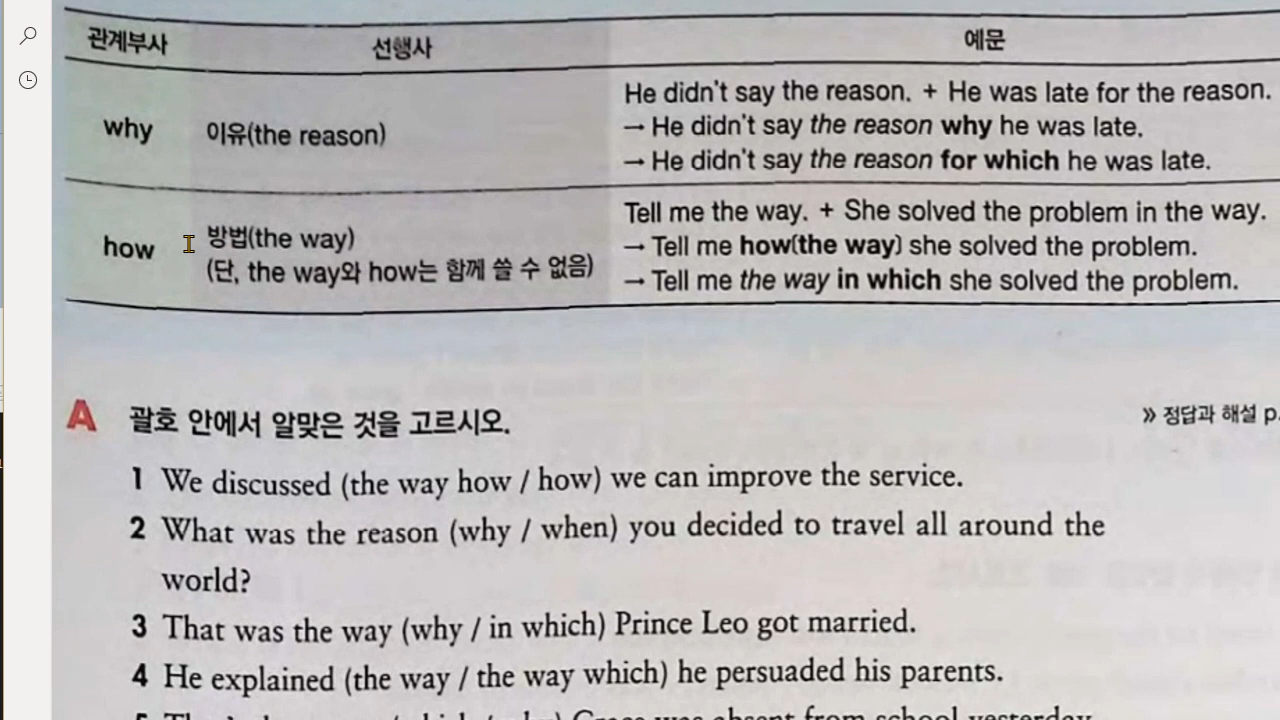 관계부사 선행사 예문
why 이유(the reason) He didn't say the reason. + He was late for the reason.
→ He didn't say the reason why he was late.
→ He didn't say the reason for which he was late.
how 방법(the way) Tell me the way. + She solved the problem in the way.
(단, the way와 how는 함께 쓸 수 없음) → Tell me how(the way) she solved the problem.
→ Tell me the way in which she solved the problem.
A 괄호 안에서 알맞은 것을 고르시오. » 정답과 해설 p.
1 We discussed (the way how / how) we can improve the service.
2 What was the reason (why / when) you decided to travel all around the
world?
3 That was the way (why / in which) Prince Leo got married.
4 He explained (the way / the way which) he persuaded his parents.
Grace was absent from school yesterday